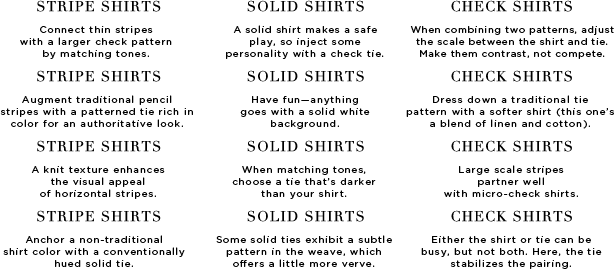 STRIPE SHIRTS
Connect thin stripes
with a larger check pattern
by matching tones.
SOLID SHIRTS
A solid shirt makes a safe
play, so inject some
personality with a check tie.
CHECK SHIRTS
When combining two patterns, adjust
the scale between the shirt and tie.
Make them contrast, not compete.
STRIPE SHIRTS
Augment traditional pencil
stripes with a patterned tie rich in
color for an authoritative look.
SOLID SHIRTS
Have fun—anything
goes with a solid white
background.
CHECK SHIRTS
Dress down a traditional tie
pattern with a softer shirt (this one's
a blend of linen and cotton).
STRIPE SHIRTS
A knit texture enhances
the visual appeal
of horizontal stripes.
SOLID SHIRTS
When matching tones,
choose a tie that's darker
than your shirt.
CHECK SHIRTS
Large scale stripes
partner well
with micro-check shirts.
STRIPE SHIRTS
Anchor a non-traditional
shirt color with a conventionally
hued solid tie.
SOLID SHIRTS
Some solid ties exhibit a subtle
pattern in the weave, which
offers a little more verve.
CHECK SHIRTS
Either the shirt or tie can be
busy, but not both. Here, the tie
stabilizes the pairing.